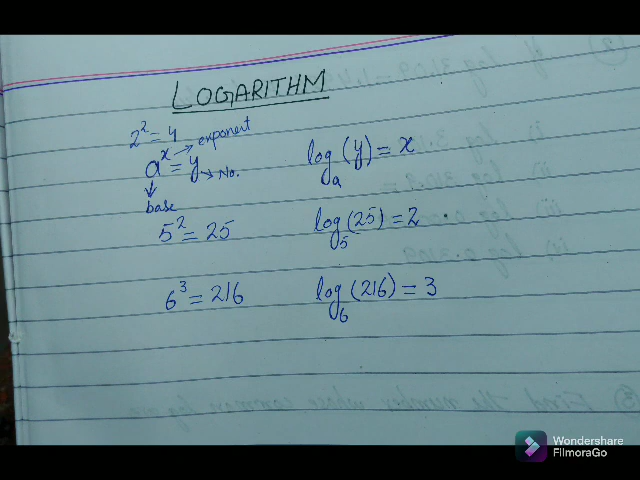 LOGARITHM
2² = 4
aˣ = y → exponent
→ No.
base
log_a (y) = x
5² = 25
log_5 (25) = 2
6³ = 216
log_6 (216) = 3
Wondershare
FilmoraGo